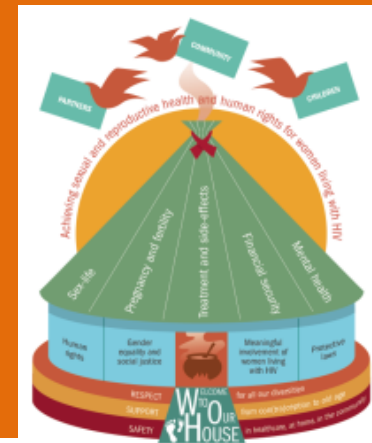 COMMUNITY
PARTNERS
CHILDREN
Achieving sexual and reproductive health and human rights for women living with HIV
Sex-life
Pregnancy and fertility
Treatment and side-effects
Financial security
Mental health
Human
rights
Gender
equality and
social justice
Meaningful
involvement of
women living
with HIV
Protective
laws
RESPECT for all our diversities
SUPPORT from contraception to old age
SAFETY in healthcare, at home, in the community
WELCOME
TO OUR
HOUSE